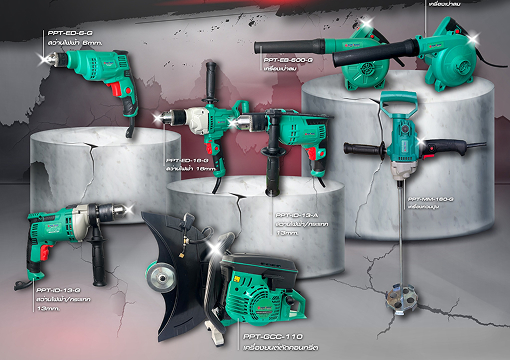 เครื่องเป่าลม
PPT-ED-6-G
สว่านไฟฟ้า 6mm.
PPT-EB-600-G
เครื่องเป่าลม
PPT-ED-16-G
สว่านไฟฟ้า 16mm.
PPT-ID-13-A
สว่านไฟฟ้า/กระแทก
13mm.
PPT-MM-160-G
PPT-ID-13-G
สว่านไฟฟ้า/กระแทก
13mm.
PPT-GCC-110
เครื่องยนตตัดคอนกรีต